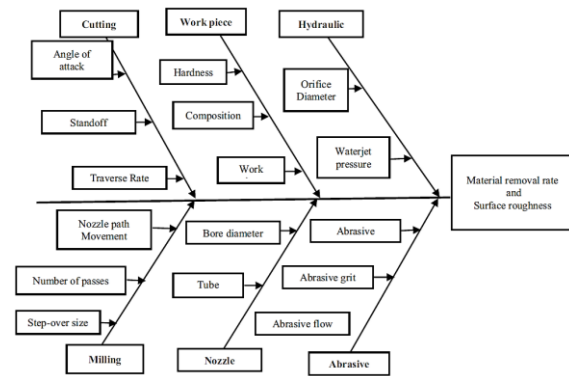 Cutting
Work piece
Hydraulic
Angle of
attack
Hardness
Orifice
Diameter
Standoff
Composition
Waterjet
pressure
Traverse Rate
Work
Material removal rate
and
Surface roughness
Nozzle path
Movement
Bore diameter
Abrasive
Number of passes
Tube
Abrasive grit
Step-over size
Abrasive flow
Milling
Nozzle
Abrasive